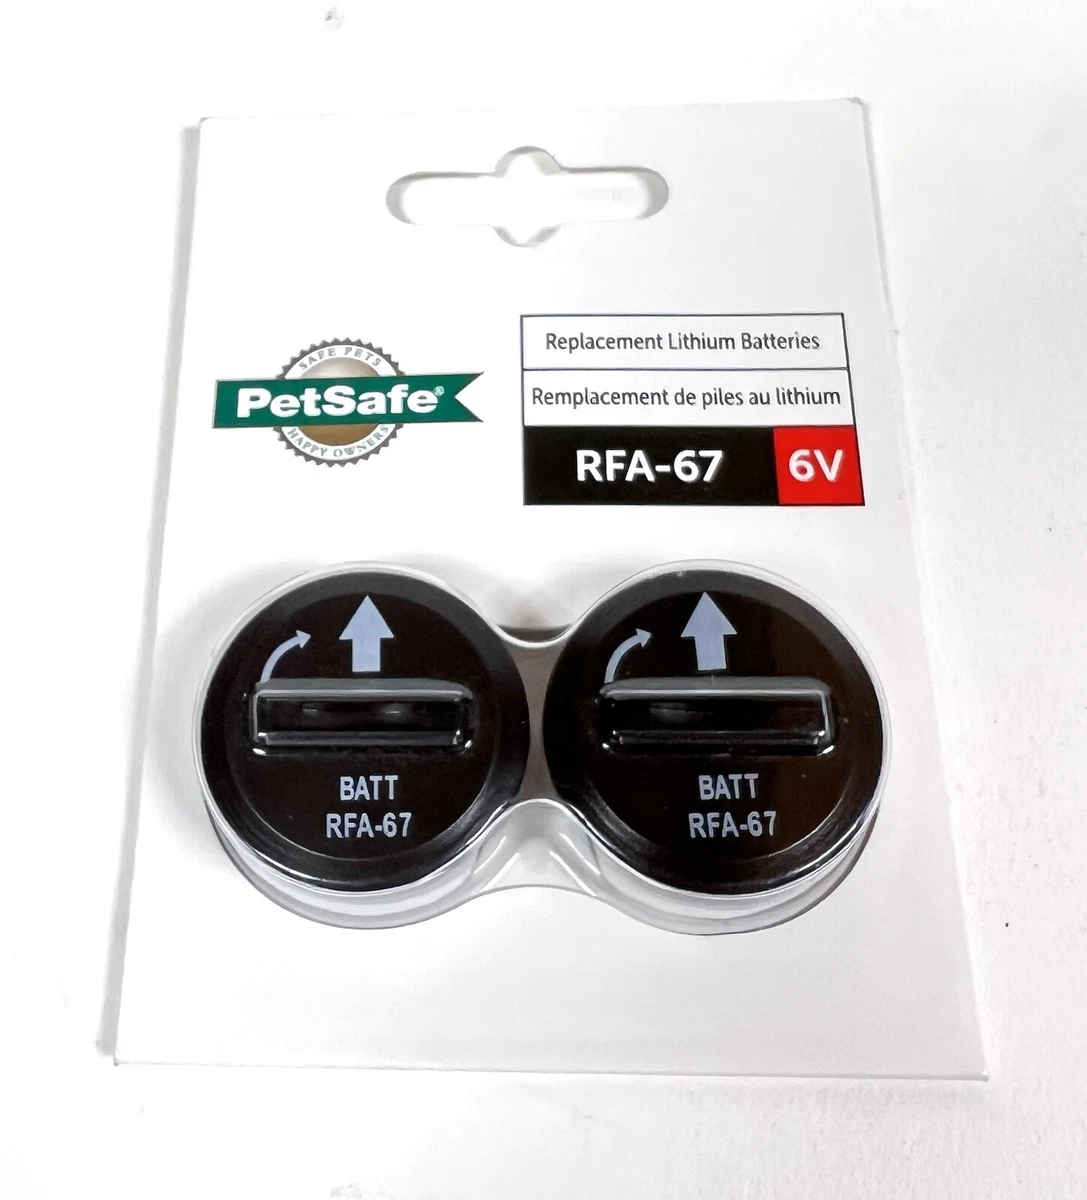 SAFE PETS
PetSafe®
HAPPY OWNERS
Replacement Lithium Batteries
Remplacement de piles au lithium
RFA-67 6V
BATT
RFA-67
BATT
RFA-67